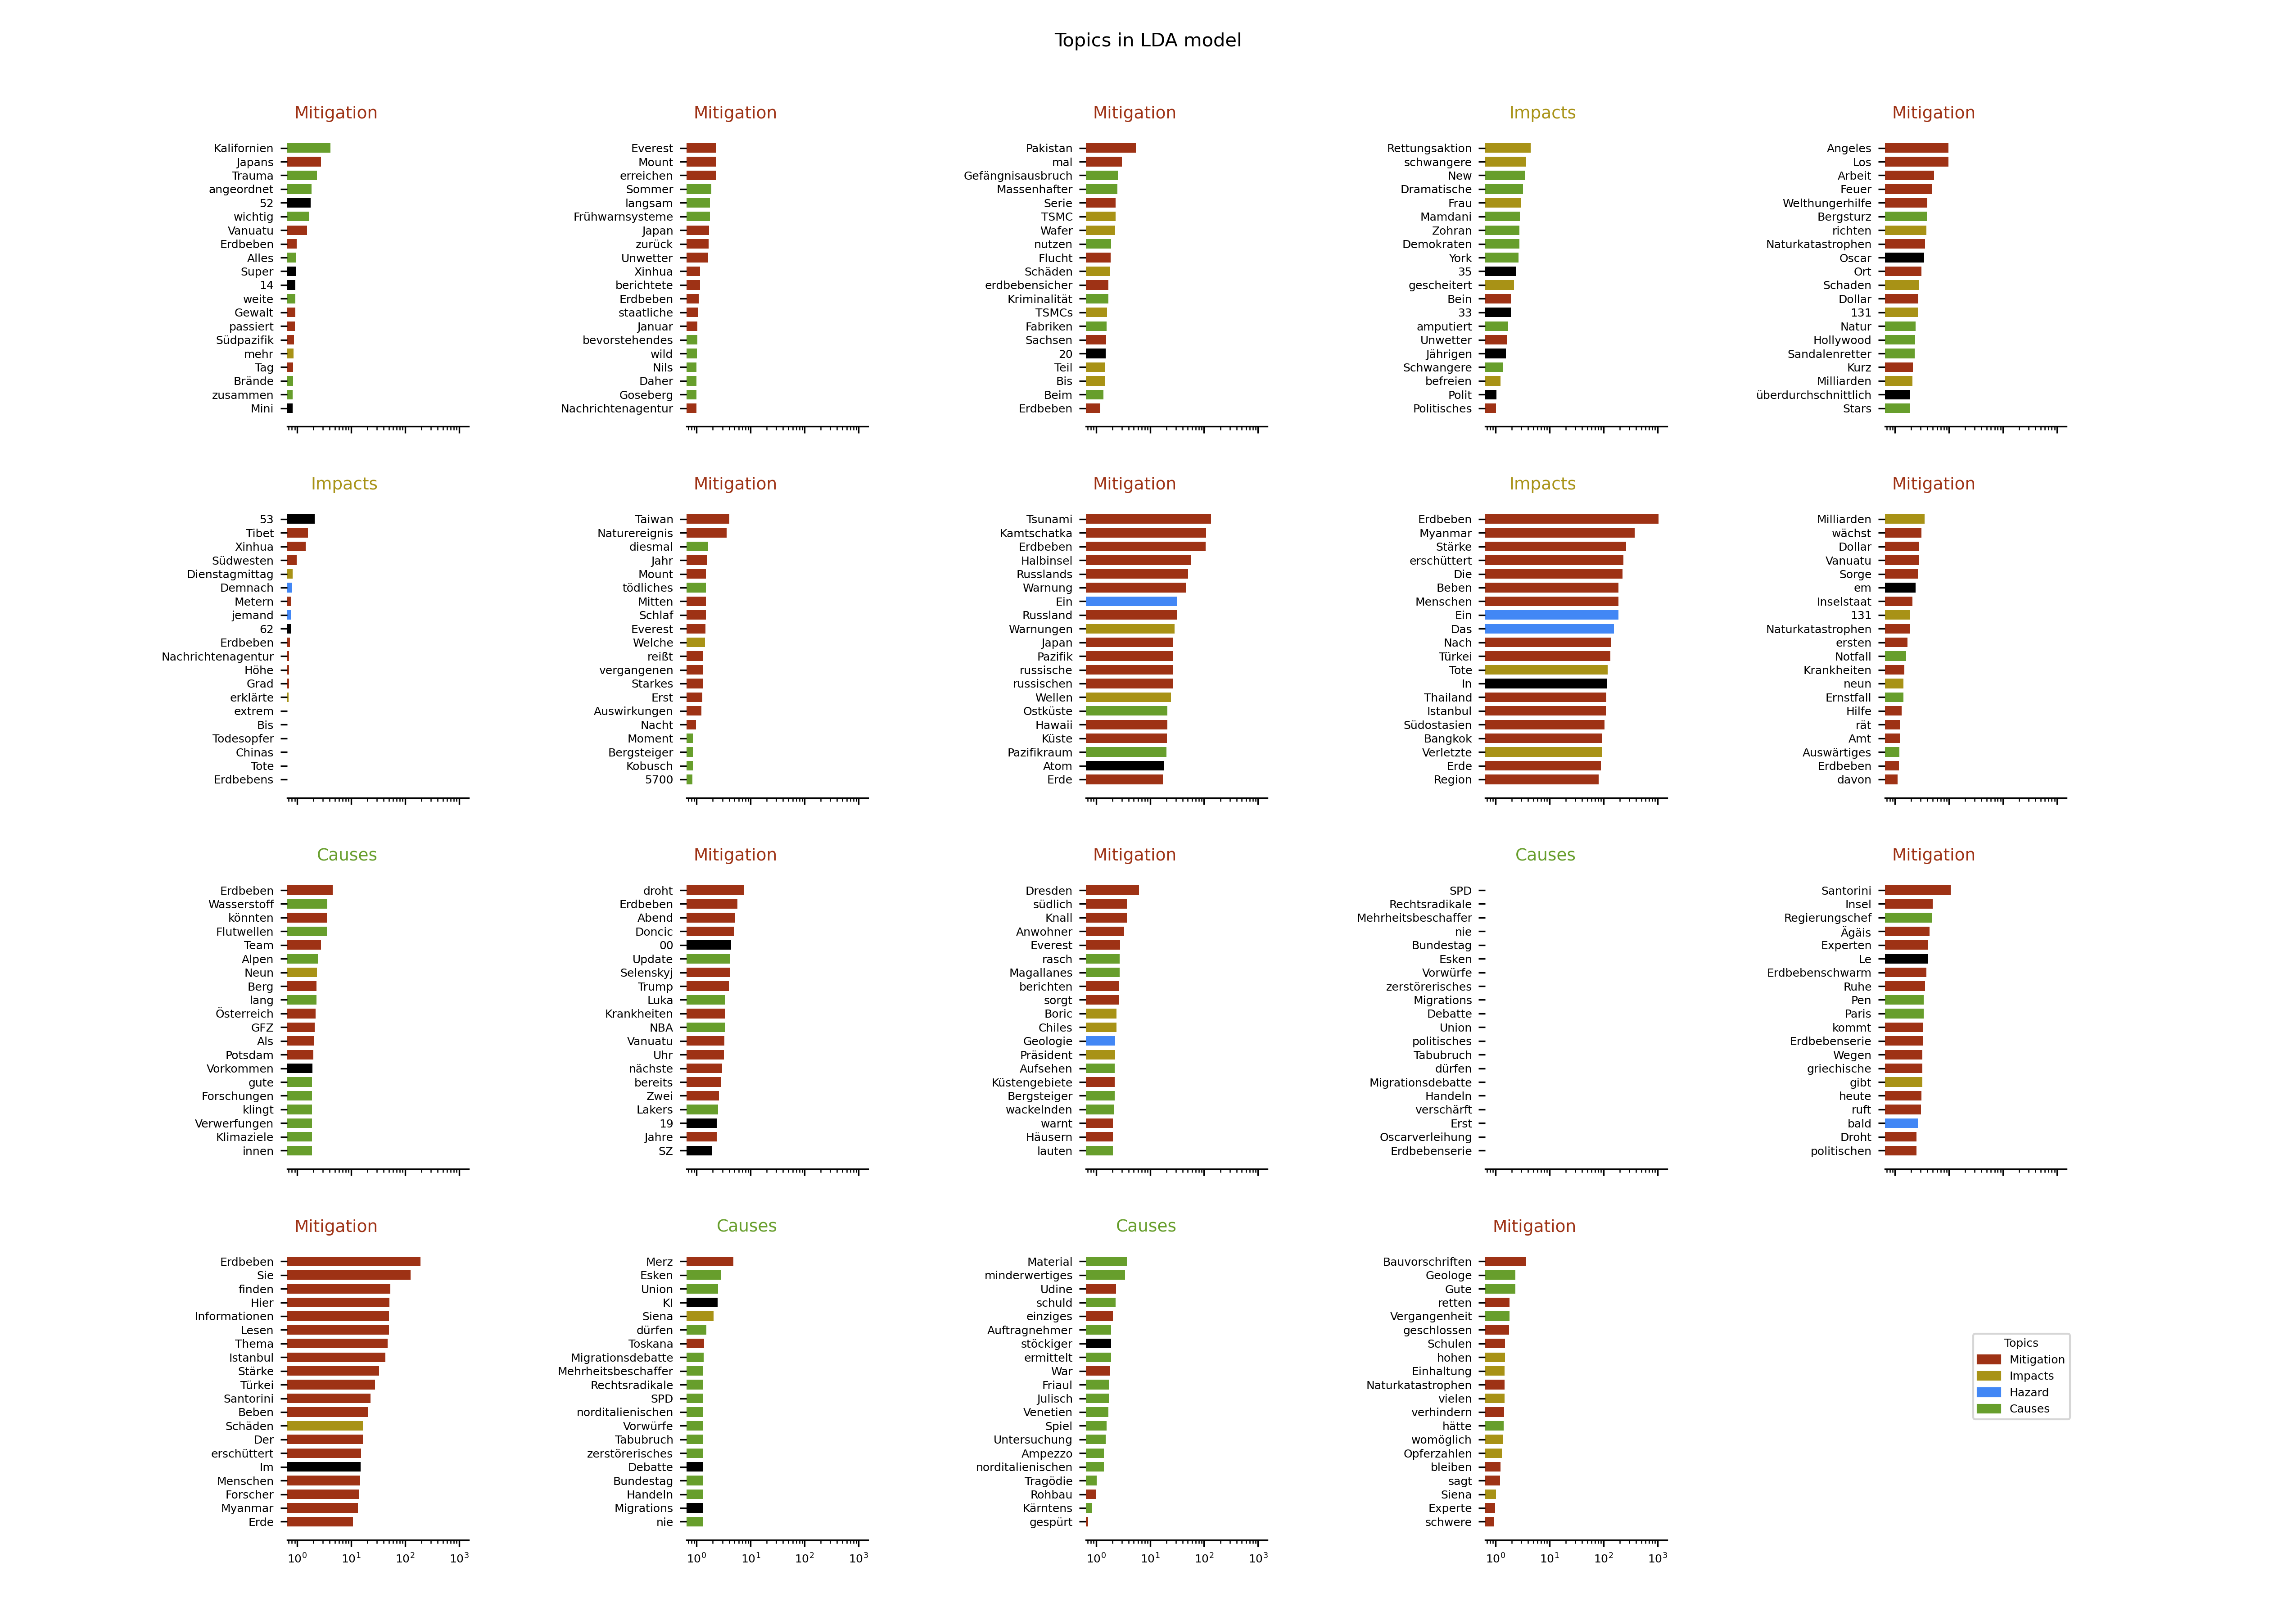 Topics in LDA model
Mitigation
Kalifornien
Japans
Trauma
angeordnet
52
wichtig
Vanuatu
Erdbeben
Alles
Super
14
weite
Gewalt
passiert
Südpazifik
mehr
Tag
Brände
zusammen
Mini
Mitigation
Everest
Mount
erreichen
Sommer
langsam
Frühwarnsysteme
Japan
zurück
Unwetter
Xinhua
berichtete
Erdbeben
staatliche
Januar
bevorstehendes
wild
Nils
Daher
Goseberg
Nachrichtenagentur
Mitigation
Pakistan
mal
Gefängnisausbruch
Massenhafter
Serie
TSMC
Wafer
nutzen
Flucht
Schäden
erdbebensicher
Kriminalität
TSMCs
Fabriken
Sachsen
20
Teil
Bis
Beim
Erdbeben
Impacts
Rettungsaktion
schwangere
New
Dramatische
Frau
Mamdani
Zohran
Demokraten
York
35
gescheitert
Bein
33
amputiert
Unwetter
Jährigen
Schwangere
befreien
Polit
Politisches
Mitigation
Angeles
Los
Arbeit
Feuer
Welthungerhilfe
Bergsturz
richten
Naturkatastrophen
Oscar
Ort
Schaden
Dollar
131
Natur
Hollywood
Sandalenretter
Kurz
Milliarden
überdurchschnittlich
Stars
Impacts
53
Tibet
Xinhua
Südwesten
Dienstagmittag
Demnach
Metern
jemand
62
Erdbeben
Nachrichtenagentur
Höhe
Grad
erklärte
extrem
Bis
Todesopfer
Chinas
Tote
Erdbebens
Mitigation
Taiwan
Naturereignis
diesmal
Jahr
Mount
tödliches
Mitten
Schlaf
Everest
Welche
reißt
vergangenen
Starkes
Erst
Auswirkungen
Nacht
Moment
Bergsteiger
Kobusch
5700
Mitigation
Tsunami
Kamtschatka
Erdbeben
Halbinsel
Russlands
Warnung
Ein
Russland
Warnungen
Japan
Pazifik
russische
russischen
Wellen
Ostküste
Hawaii
Küste
Pazifikraum
Atom
Erde
Impacts
Erdbeben
Myanmar
Stärke
erschüttert
Die
Beben
Menschen
Ein
Das
Nach
Türkei
Tote
In
Thailand
Istanbul
Südostasien
Bangkok
Verletzte
Erde
Region
Mitigation
Milliarden
wächst
Dollar
Vanuatu
Sorge
em
Inselstaat
131
Naturkatastrophen
ersten
Notfall
Krankheiten
neun
Ernstfall
Hilfe
rät
Amt
Auswärtiges
Erdbeben
davon
Causes
Erdbeben
Wasserstoff
könnten
Flutwellen
Team
Alpen
Neun
Berg
lang
Österreich
GFZ
Als
Potsdam
Vorkommen
gute
Forschungen
klingt
Verwerfungen
Klimaziele
innen
Mitigation
droht
Erdbeben
Abend
Doncic
00
Update
Selenskyj
Trump
Luka
Krankheiten
NBA
Vanuatu
Uhr
nächste
bereits
Zwei
Lakers
19
Jahre
SZ
Mitigation
Dresden
südlich
Knall
Anwohner
Everest
rasch
Magallanes
berichten
sorgt
Boric
Chiles
Geologie
Präsident
Aufsehen
Küstengebiete
Bergsteiger
wackelnden
warnt
Häusern
lauten
Causes
SPD
Rechtsradikale
Mehrheitsbeschaffer
nie
Bundestag
Esken
Vorwürfe
zerstörerisches
Migrations
Debatte
Union
politisches
Tabubruch
dürfen
Migrationsdebatte
Handeln
verschärft
Erst
Oscarverleihung
Erdbebenserie
Mitigation
Santorini
Insel
Regierungschef
Ägäis
Experten
Le
Erdbebenschwarm
Ruhe
Pen
Paris
kommt
Erdbebenserie
Wegen
griechische
gibt
heute
ruft
bald
Droht
politischen
Mitigation
Erdbeben
Sie
finden
Hier
Informationen
Lesen
Thema
Istanbul
Stärke
Türkei
Santorini
Beben
Schäden
Der
erschüttert
Im
Menschen
Forscher
Myanmar
Erde
10⁰ 10¹ 10² 10³
Causes
Merz
Esken
Union
KI
Siena
dürfen
Toskana
Migrationsdebatte
Mehrheitsbeschaffer
Rechtsradikale
SPD
norditalienischen
Vorwürfe
Tabubruch
zerstörerisches
Debatte
Bundestag
Handeln
Migrations
nie
10⁰ 10¹ 10² 10³
Causes
Material
minderwertiges
Udine
schuld
einziges
Auftragnehmer
stöckiger
ermittelt
War
Friaul
Julisch
Venetien
Spiel
Untersuchung
Ampezzo
norditalienischen
Tragödie
Rohbau
Kärntens
gespürt
10⁰ 10¹ 10² 10³
Mitigation
Bauvorschriften
Geologe
Gute
retten
Vergangenheit
geschlossen
Schulen
hohen
Einhaltung
Naturkatastrophen
vielen
verhindern
hätte
womöglich
Opferzahlen
bleiben
sagt
Siena
Experte
schwere
10⁰ 10¹ 10² 10³
Topics
Mitigation
Impacts
Hazard
Causes